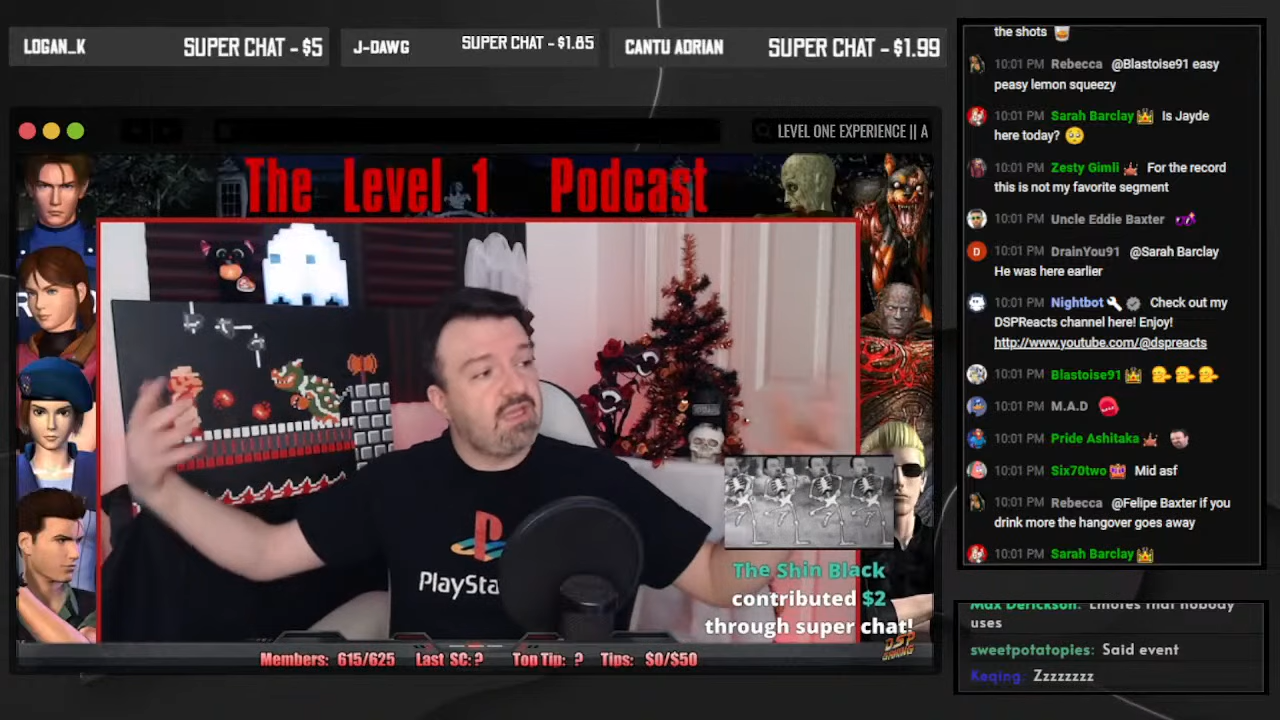 LOGAN_K
SUPER CHAT - $5
J-DAWG
SUPER CHAT - $1.85
CANTU ADRIAN
SUPER CHAT - $1.99
LEVEL ONE EXPERIENCE || A
The Level 1 Podcast
PlaySta
The Shin Black
contributed $2
through super chat!
DSP
GAMING
Members: 615/625
Last SC: ?
Top Tip: ?
Tips: $0/$50
the shots
10:01 PM Rebecca @Blastoise91 easy
peasy lemon squeezy
10:01 PM Sarah Barclay Is Jayde
here today?
10:01 PM Zesty Gimli For the record
this is not my favorite segment
10:01 PM Uncle Eddie Baxter
D
10:01 PM DrainYou91 @Sarah Barclay
He was here earlier
10:01 PM Nightbot Check out my
DSPReacts channel here! Enjoy!
http://www.youtube.com/@dspreacts
10:01 PM Blastoise91
10:01 PM M.A.D
10:01 PM Pride Ashitaka
10:01 PM Six70two Mid asf
10:01 PM Rebecca @Felipe Baxter if you
drink more the hangover goes away
10:01 PM Sarah Barclay
Max Derickson: Emotes that nobody
uses
sweetpotatopies: Said event
Keqing: Zzzzzzzz